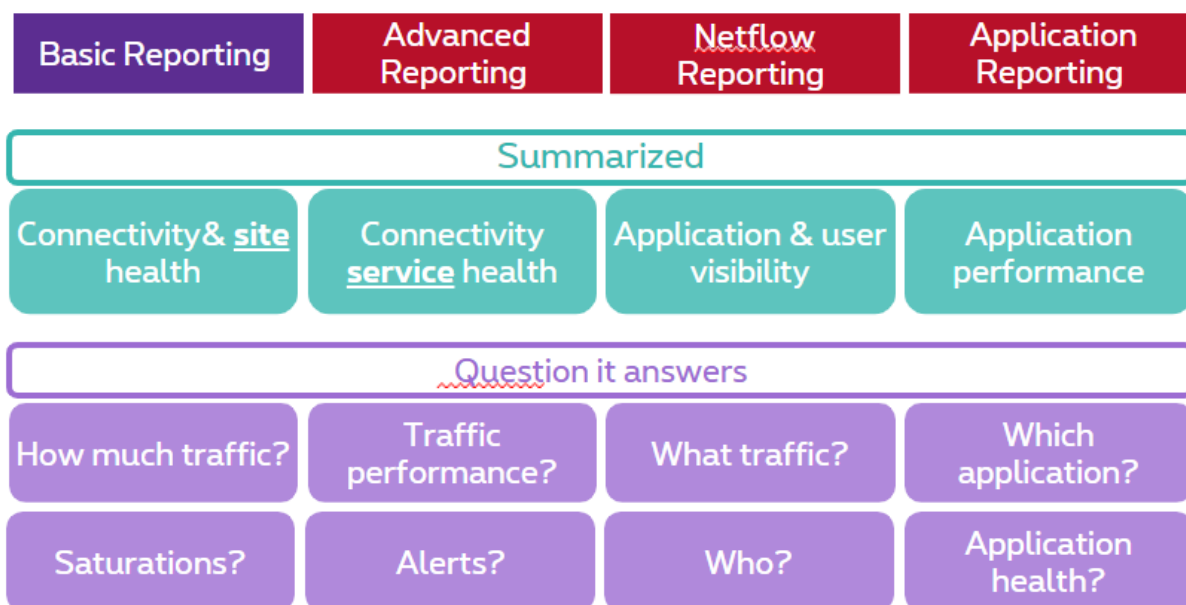 Basic Reporting
Advanced
Reporting
Netflow
Reporting
Application
Reporting
Summarized
Connectivity& site
health
Connectivity
service health
Application & user
visibility
Application
performance
Question it answers
How much traffic?
Traffic
performance?
What traffic?
Which
application?
Saturations?
Alerts?
Who?
Application
health?